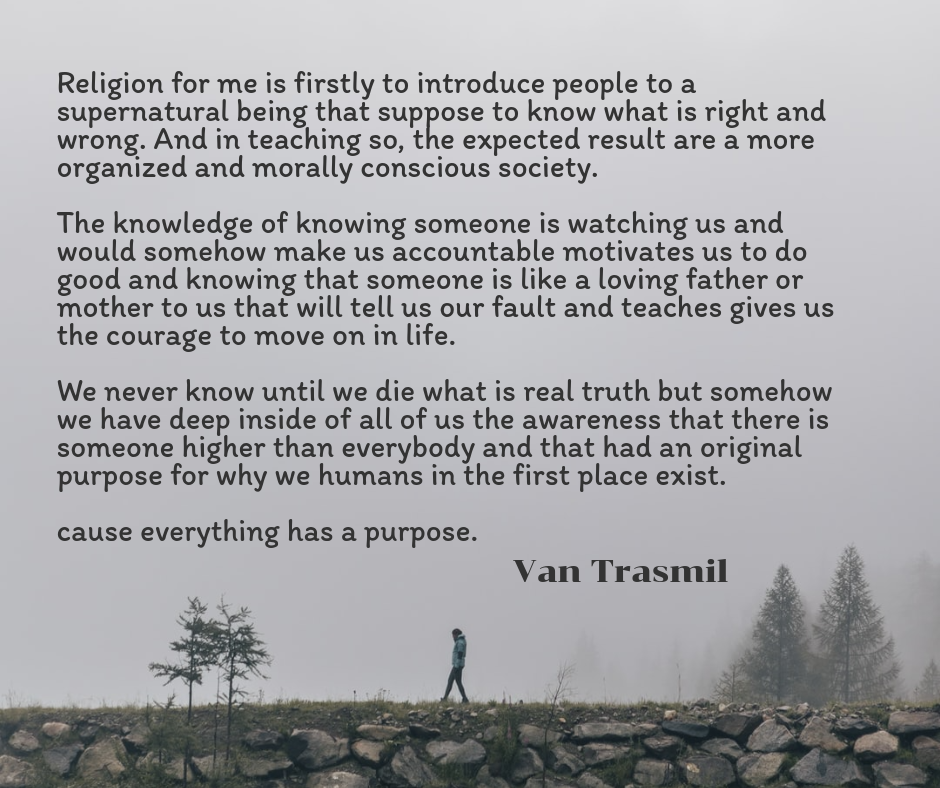 Religion for me is firstly to introduce people to a
supernatural being that suppose to know what is right and
wrong. And in teaching so, the expected result are a more
organized and morally conscious society.
The knowledge of knowing someone is watching us and
would somehow make us accountable motivates us to do
good and knowing that someone is like a loving father or
mother to us that will tell us our fault and teaches gives us
the courage to move on in life.
We never know until we die what is real truth but somehow
we have deep inside of all of us the awareness that there is
someone higher than everybody and that had an original
purpose for why we humans in the first place exist.
cause everything has a purpose.
Van Trasmil